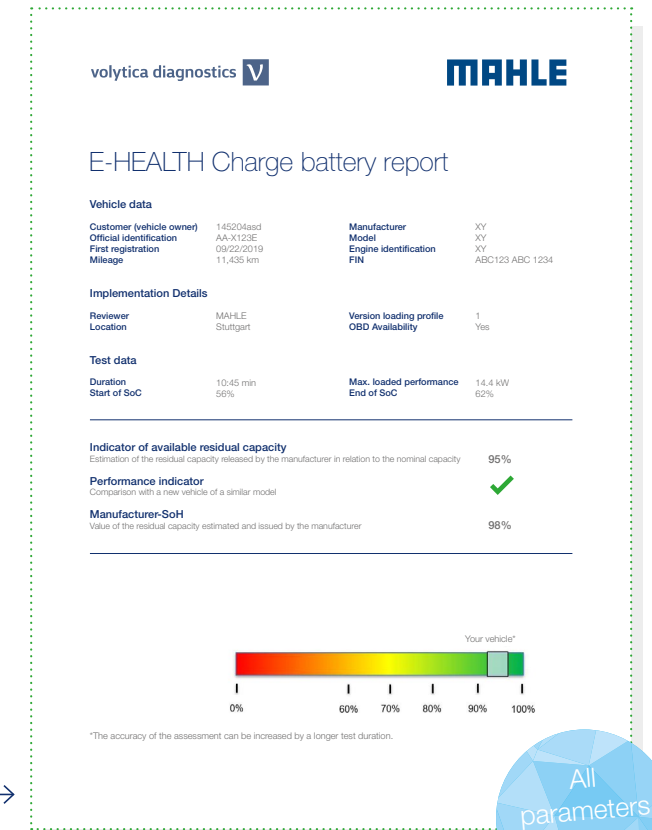 volytica diagnostics V
MAHLE
E-HEALTH Charge battery report
Vehicle data
Customer (vehicle owner) 145204asd Manufacturer XY
Official identification AA-X123E Model XY
First registration 09/22/2019 Engine identification XY
Mileage 11,435 km FIN ABC123 ABC 1234
Implementation Details
Reviewer MAHLE Version loading profile 1
Location Stuttgart OBD Availability Yes
Test data
Duration 10:45 min Max. loaded performance 14.4 kW
Start of SoC 56% End of SoC 62%
Indicator of available residual capacity
Estimation of the residual capacity released by the manufacturer in relation to the nominal capacity 95%
Performance indicator
Comparison with a new vehicle of a similar model
Manufacturer-SoH
Value of the residual capacity estimated and issued by the manufacturer 98%
Your vehicle*
0% 60% 70% 80% 90% 100%
*The accuracy of the assessment can be increased by a longer test duration.
All
parameters